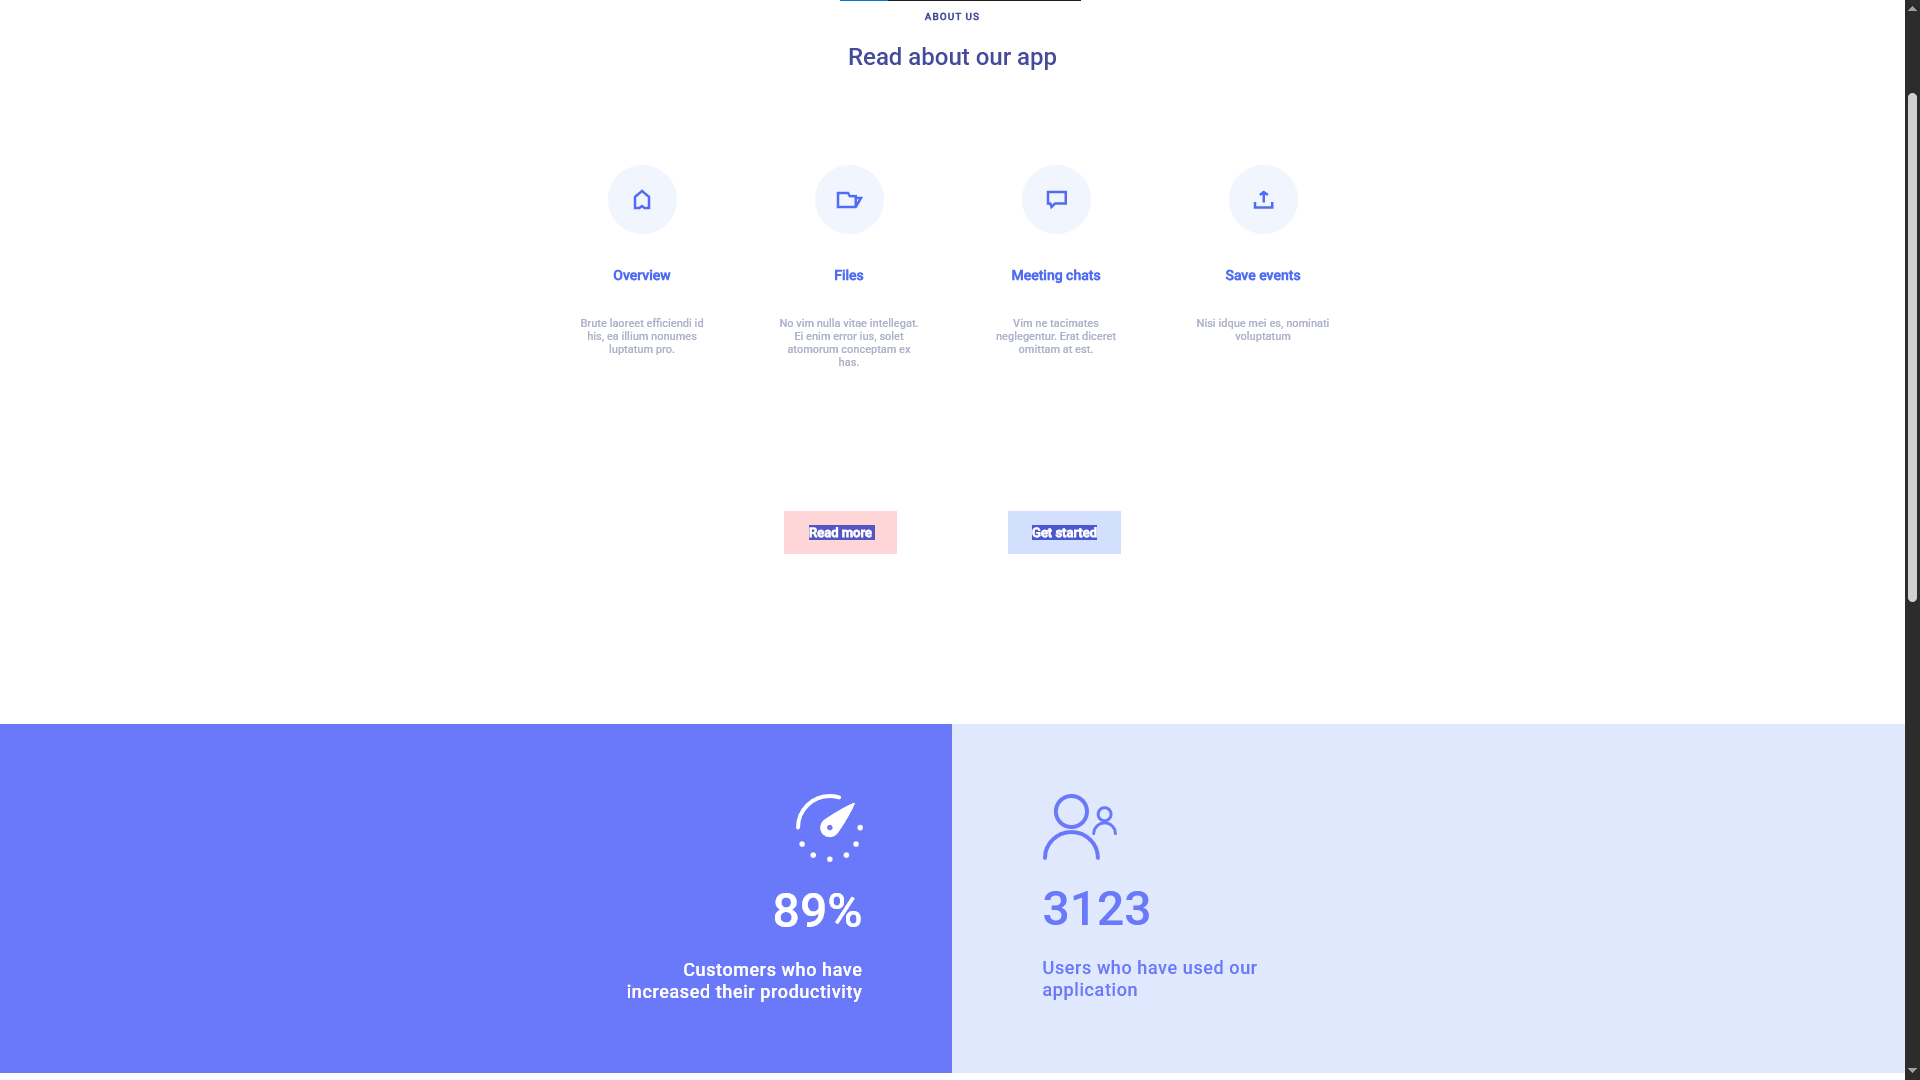 ABOUT US
Read about our app
Overview
Brute laoreet efficiendi id
his, ea illium nonumes
luptatum pro.
Files
No vim nulla vitae intellegat.
Ei enim error ius, solet
atomorum conceptam ex
has.
Meeting chats
Vim ne tacimates
neglegentur. Erat diceret
omittam at est.
Save events
Nisi idque mei es, nominati
voluptatum
Read more
Get started
89%
Customers who have
increased their productivity
3123
Users who have used our
application